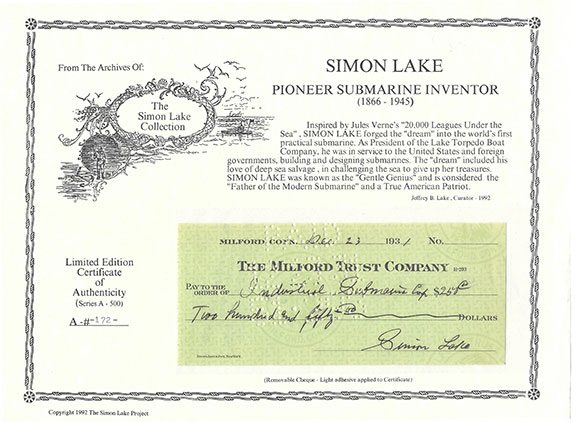 From The Archives Of:
The
Simon Lake
Collection
SIMON LAKE
PIONEER SUBMARINE INVENTOR
(1866 - 1945)
Inspired by Jules Verne's "20,000 Leagues Under the
Sea", SIMON LAKE forged the "dream" into the world's first
practical submarine. As President of the Lake Torpedo Boat
Company, he was in service to the United States and foreign
governments, building and designing submarines. The "dream" included his
love of deep sea salvage, in challenging the sea to give up her treasures.
SIMON LAKE was known as the "Gentle Genius" and is considered the
"Father of the Modern Submarine" and a True American Patriot.
Jeffrey B. Lake, Curator - 1992
Limited Edition
Certificate
of
Authenticity
(Series A - 500)
A -#-172-
MILFORD, CONN. Dec. 23 1931 No.
THE MILFORD TRUST COMPANY 51-293
PAY TO THE
ORDER OF Industrial Submarine Corp. $250
Two hundred and fifty 00 DOLLARS
Simon Lake
(Removable Cheque - Light adhesive applied to Certificate)
Copyright 1992 The Simon Lake Project